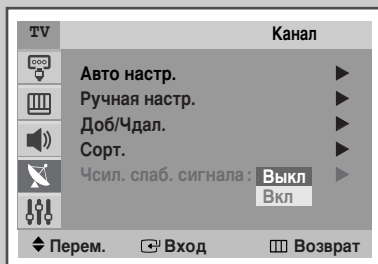 TV Канал
Авто настр.
Ручная настр.
Доб/Чдал.
Сорт.
Чсил. слаб. сигнала : Выкл
Вкл
Перем. Вход Возврат